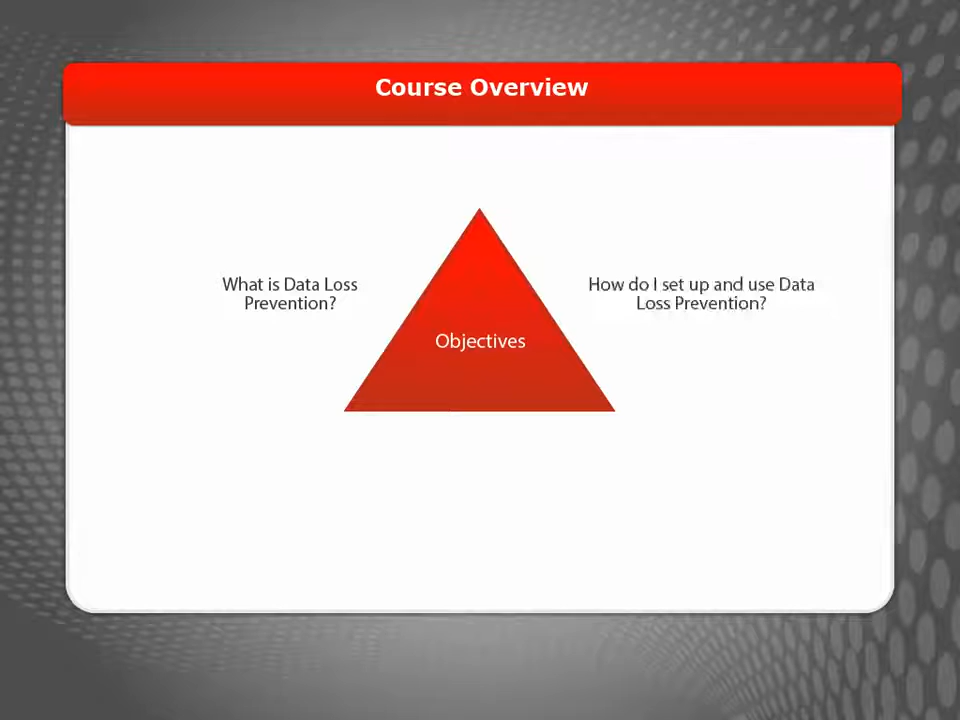 Course Overview
What is Data Loss
Prevention?
How do I set up and use Data
Loss Prevention?
Objectives